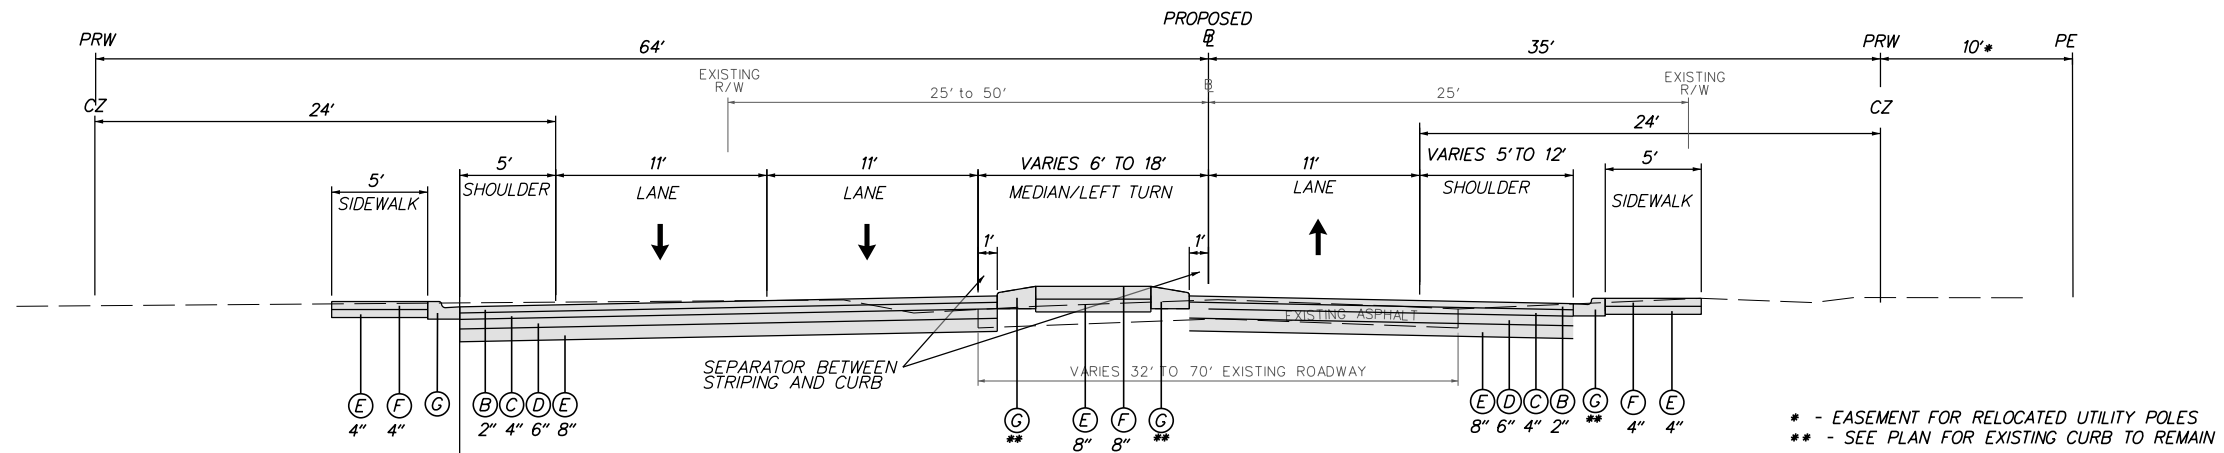 PROPOSED
BL
PRW
64'
35'
PRW
10'*
PE
EXISTING
R/W
BL
EXISTING
R/W
25' to 50'
25'
CZ
24'
CZ
24'
5'
11'
11'
VARIES 6' TO 18'
11'
VARIES 5' TO 12'
5'
5'
SHOULDER
LANE
LANE
MEDIAN/LEFT TURN
LANE
SHOULDER
SIDEWALK
SIDEWALK
1'
1'
EXISTING ASPHALT
SEPARATOR BETWEEN
STRIPING AND CURB
VARIES 32' TO 70' EXISTING ROADWAY
E F G B C D E
4" 4" 2" 4" 6" 8"
G E F G
** 8" 8" **
E D C B G F E
8" 6" 4" 2" ** 4" 4"
* - EASEMENT FOR RELOCATED UTILITY POLES
** - SEE PLAN FOR EXISTING CURB TO REMAIN